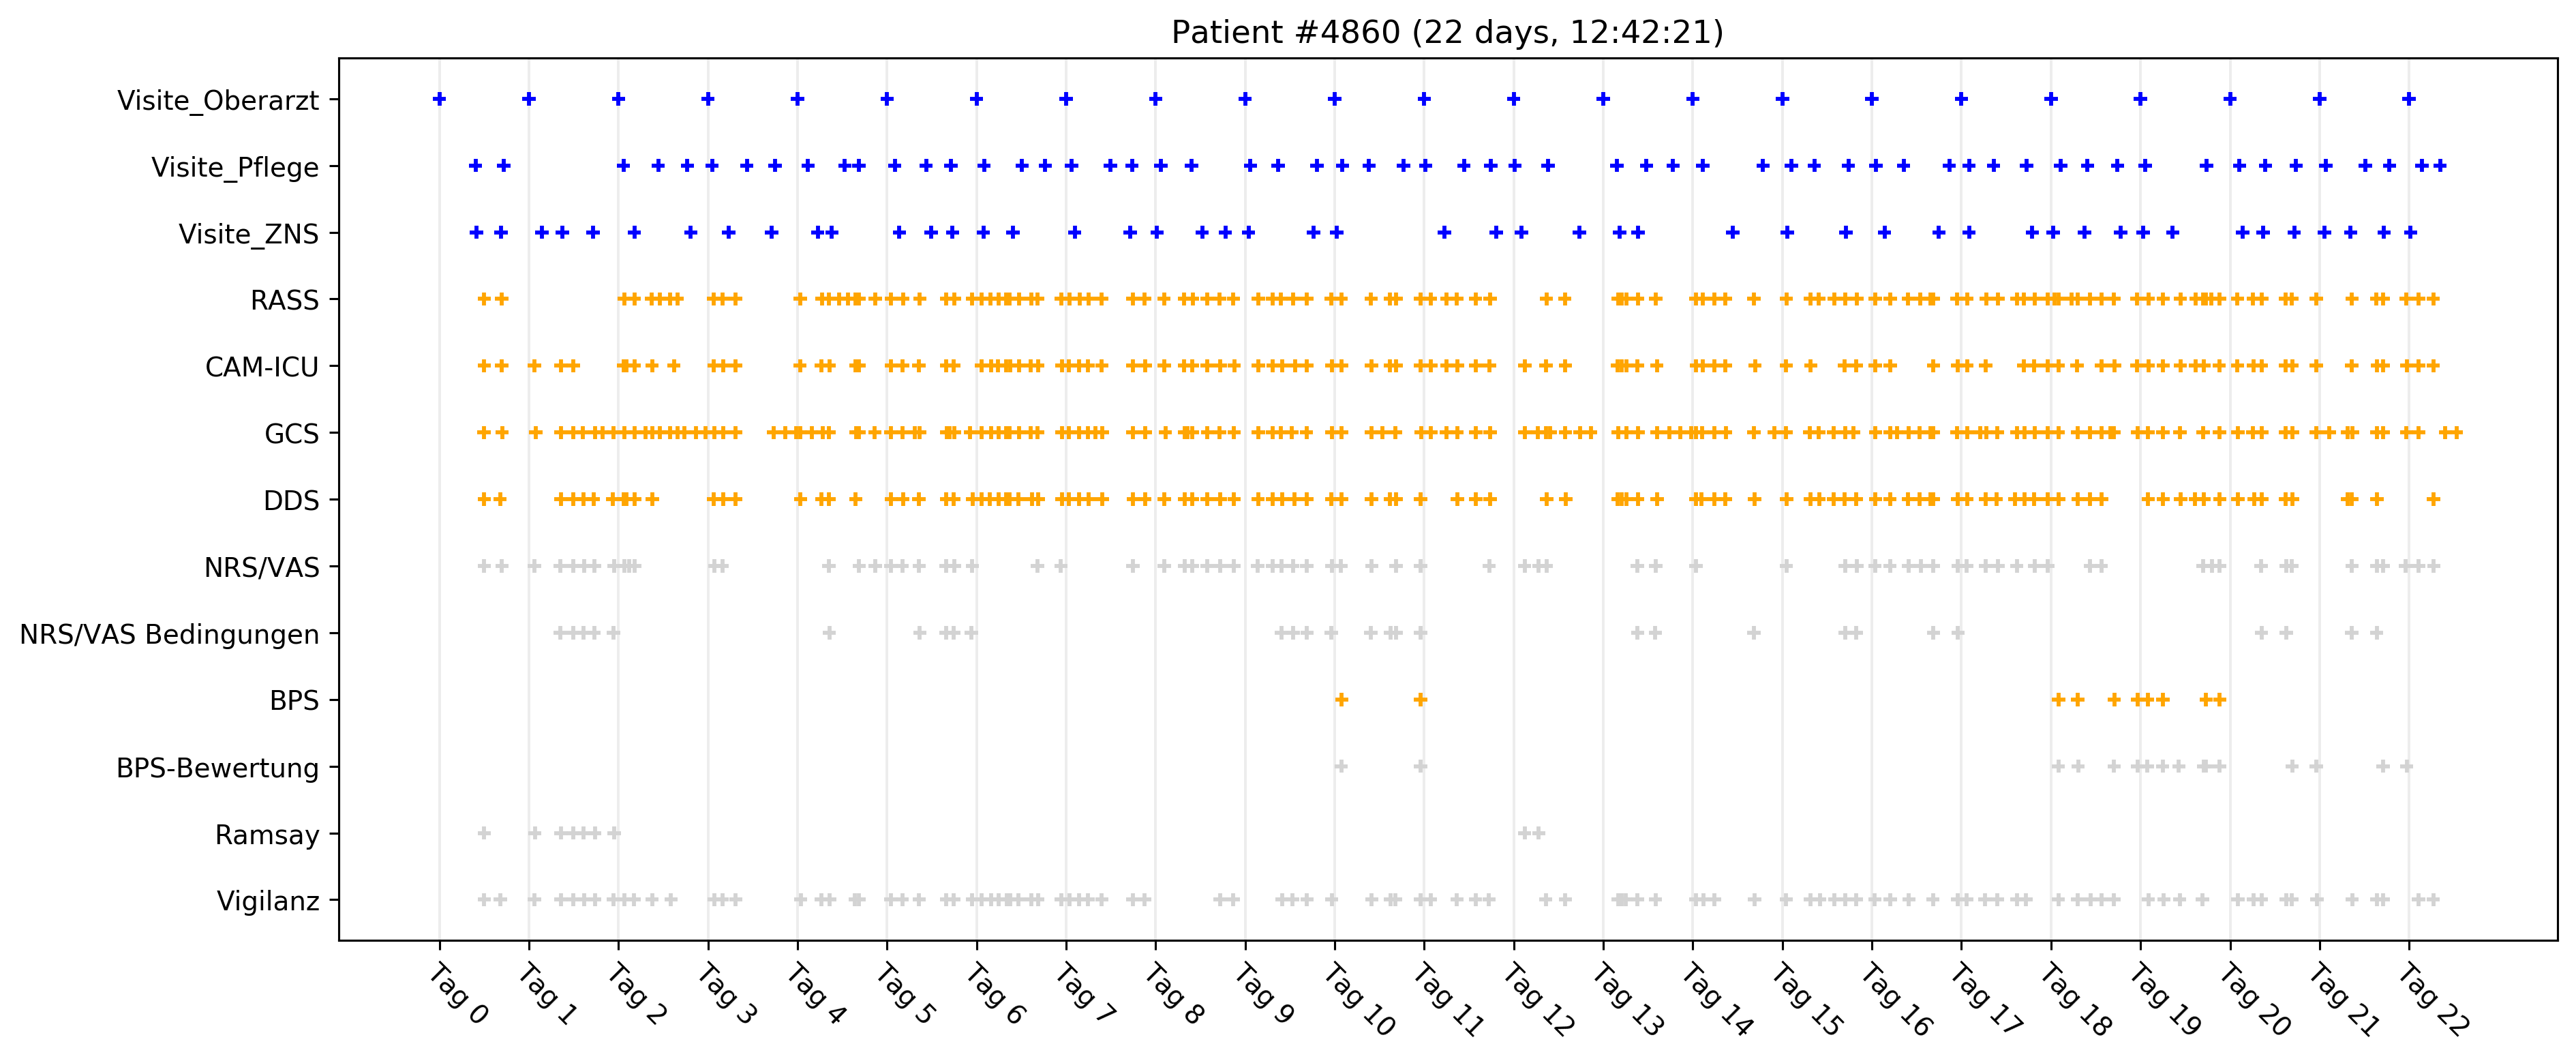 Patient #4860 (22 days, 12:42:21)
Visite_Oberarzt
Visite_Pflege
Visite_ZNS
RASS
CAM-ICU
GCS
DDS
NRS/VAS
NRS/VAS Bedingungen
BPS
BPS-Bewertung
Ramsay
Vigilanz
Tag 0
Tag 1
Tag 2
Tag 3
Tag 4
Tag 5
Tag 6
Tag 7
Tag 8
Tag 9
Tag 10
Tag 11
Tag 12
Tag 13
Tag 14
Tag 15
Tag 16
Tag 17
Tag 18
Tag 19
Tag 20
Tag 21
Tag 22